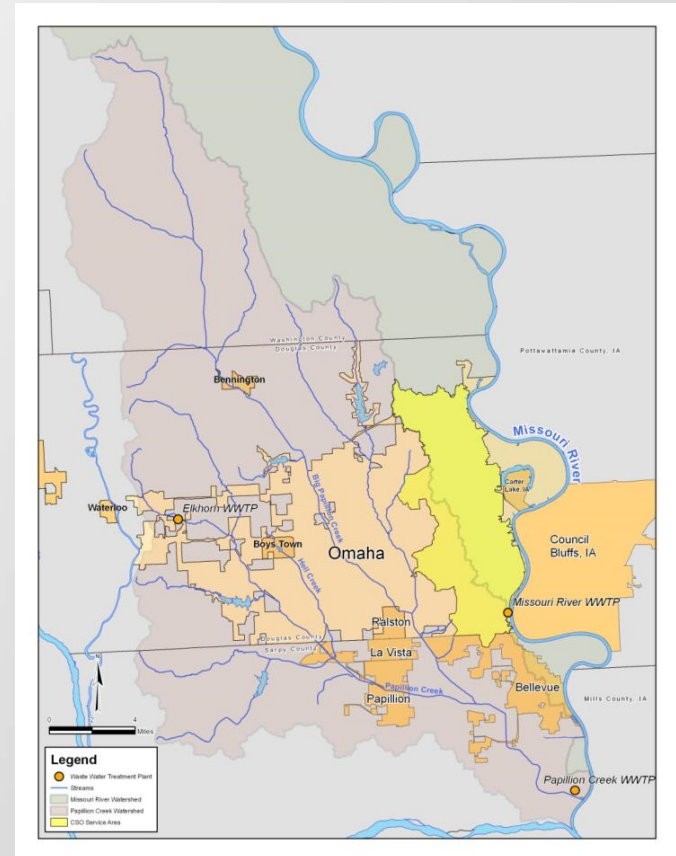 Washington County
Douglas County
Pottawattamie County, IA
Bennington
Missouri River
Carter
Lake, IA
Waterloo
Elkhorn WWTP
Big Papillion Creek
Boys Town
Omaha
Council
Bluffs, IA
Hell Creek
Missouri River WWTP
Ralston
Douglas County
Sarpy County
La Vista
Papillion Creek
Papillion
Bellevue
Mills County, IA
N
0 2 4
Miles
Papillion Creek WWTP
Legend
Waste Water Treatment Plant
Streams
Missouri River Watershed
Papillion Creek Watershed
CSO Service Area